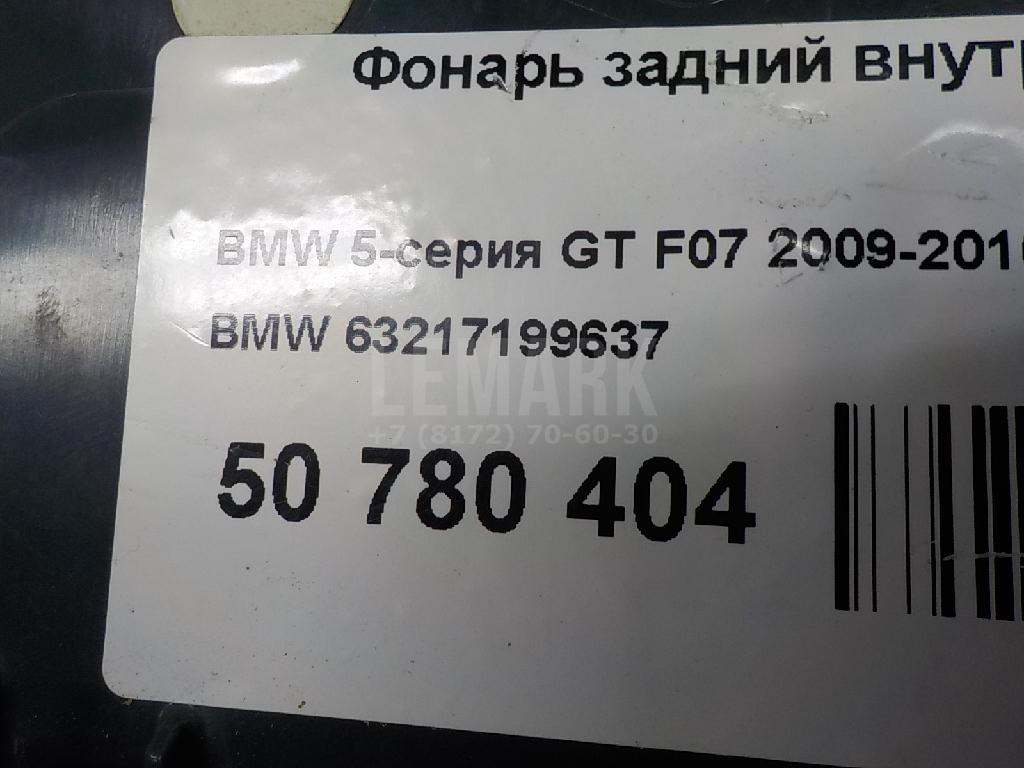 Фонарь задний внутр
BMW 5-серия GT F07 2009-201
BMW 63217199637
LEMARK
+7 (8172) 70-60-30
50 780 404